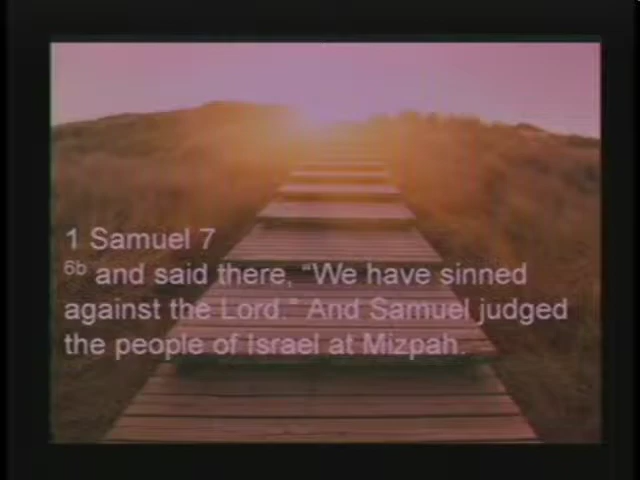 1 Samuel 7
6b and said there, "We have sinned
against the Lord." And Samuel judged
the people of Israel at Mizpah.